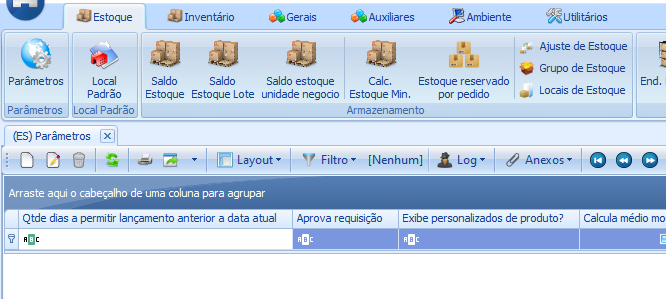 Estoque
Inventário
Gerais
Auxiliares
Ambiente
Utilitários
Parâmetros
Local
Padrão
Saldo
Estoque
Saldo
Estoque Lote
Saldo estoque
unidade negocio
Calc.
Estoque Min.
Estoque reservado
por pedido
Ajuste de Estoque
Grupo de Estoque
Locais de Estoque
End.
Parâmetros
Local Padrão
Armazenamento
(ES) Parâmetros
Layout
Filtro
[Nenhum]
Log
Anexos
Arraste aqui o cabeçalho de uma coluna para agrupar
Qtde dias a permitir lançamento anterior a data atual
Aprova requisição
Exibe personalizados de produto?
Calcula médio mo
ABC
ABC
ABC